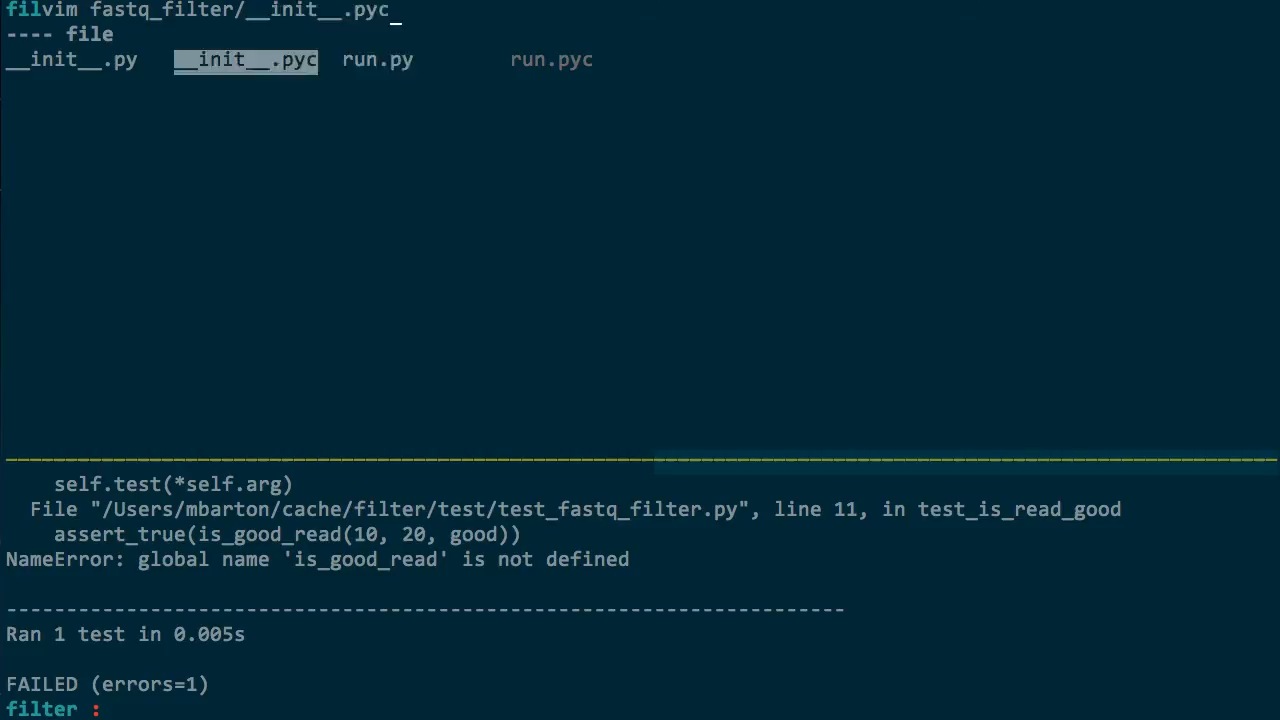 filvim fastq_filter/__init__.pyc
---- file
__init__.py __init__.pyc run.py run.pyc
self.test(*self.arg)
File "/Users/mbarton/cache/filter/test/test_fastq_filter.py", line 11, in test_is_read_good
assert_true(is_good_read(10, 20, good))
NameError: global name 'is_good_read' is not defined
----------------------------------------------------------------------
Ran 1 test in 0.005s
FAILED (errors=1)
filter :